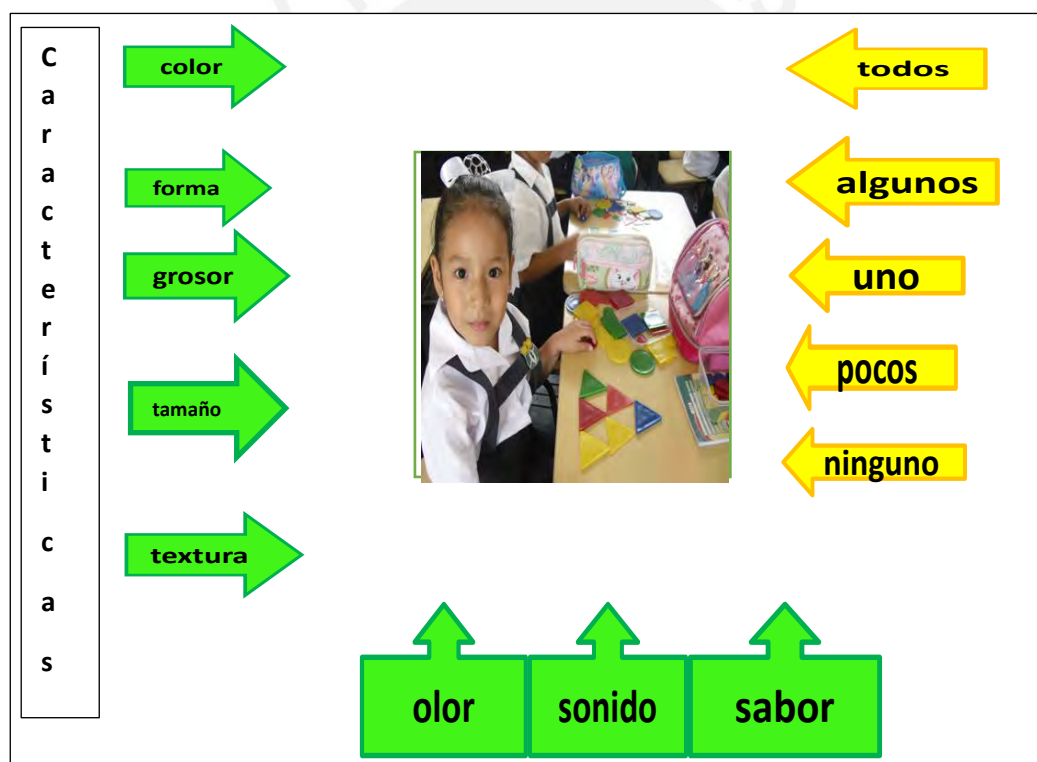 Características
color
forma
grosor
tamaño
textura
todos
algunos
uno
pocos
ninguno
olor
sonido
sabor